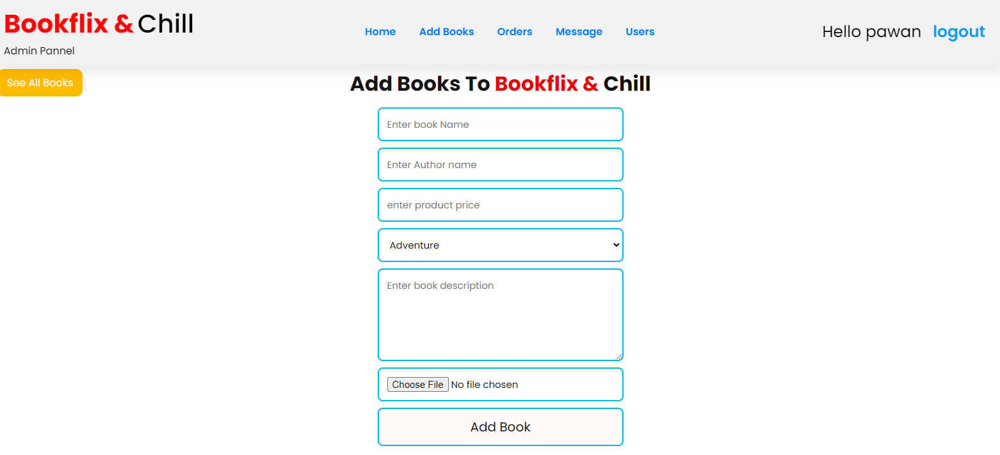 Bookflix & Chill
Admin Pannel
Home Add Books Orders Message Users
Hello pawan logout
See All Books
Add Books To Bookflix & Chill
Enter book Name
Enter Author name
enter product price
Adventure
Enter book description
Choose File No file chosen
Add Book